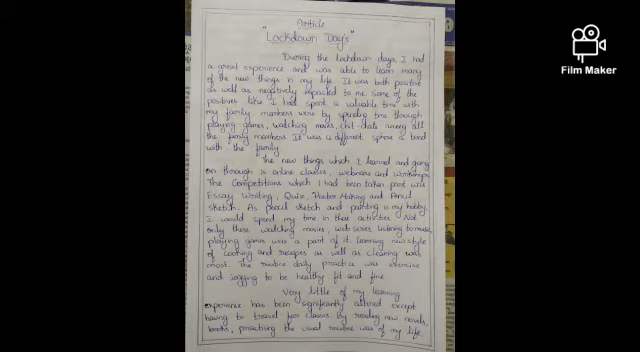 Article
"Lockdown Day's"
During the lockdown days, I had
a great experience and was able to learn many
of the new things in my life. It was both positive
as well as negatively impacted to me. Some of the
positives like I had spent a valuable time with
my family members were by spending time through
playing games, watching movies, chit-chats among all
the family members. It was a different sphere a bond
with the family.
The new things which I learned and going
on through is online classes, webinars and workshops
The Competitions which I had been taken part was
Essay Writing, Quiz, Poster Making and Pencil
sketch. As pencil sketch and painting is my hobby.
I would spend my time in these activities. Not
only these watching movies, web series, listening to music,
playing games was a part of it. learning new style
of cooking and recipes as well as cleaning was
most. The routine daily practice was exercise
and jogging to be healthy fit and fine
Very little of my learning
experience has been significantly altered except
having to travel for classes. By reading new novels,
books, practising the usual routine was of my life.
Film Maker